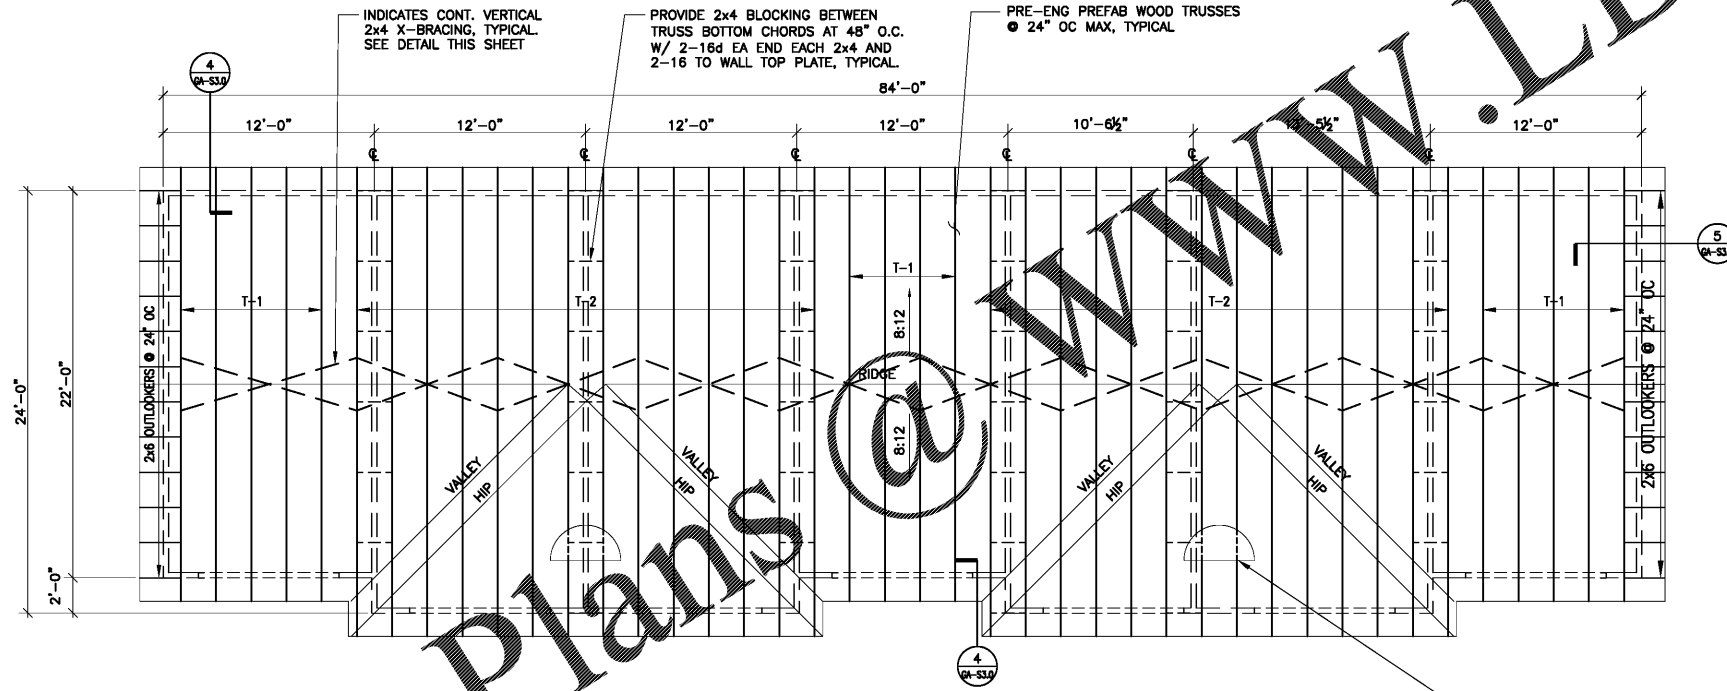 INDICATES CONT. VERTICAL
2x4 X-BRACING, TYPICAL.
SEE DETAIL THIS SHEET
PROVIDE 2x4 BLOCKING BETWEEN
TRUSS BOTTOM CHORDS AT 48" O.C.
W/ 2-16d EA END EACH 2x4 AND
2-16 TO WALL TOP PLATE, TYPICAL.
PRE-ENG PREFAB WOOD TRUSSES
@ 24" OC MAX, TYPICAL
4
GA-S3.0
84'-0"
12'-0"
12'-0"
12'-0"
12'-0"
10'-6½"
13'-5½"
12'-0"
℄
℄
℄
℄
℄
℄
5
GA-S3
T-1
T-1
T-2
T-2
T-1
8:12
RIDGE
8:12
24'-0"
22'-0"
2'-0"
2x6 OUTLOOKERS @ 24" OC
2x6 OUTLOOKERS @ 24" OC
VALLEY
HIP
VALLEY
HIP
VALLEY
HIP
VALLEY
HIP
4
GA-S3.0
Plans @ WWW.